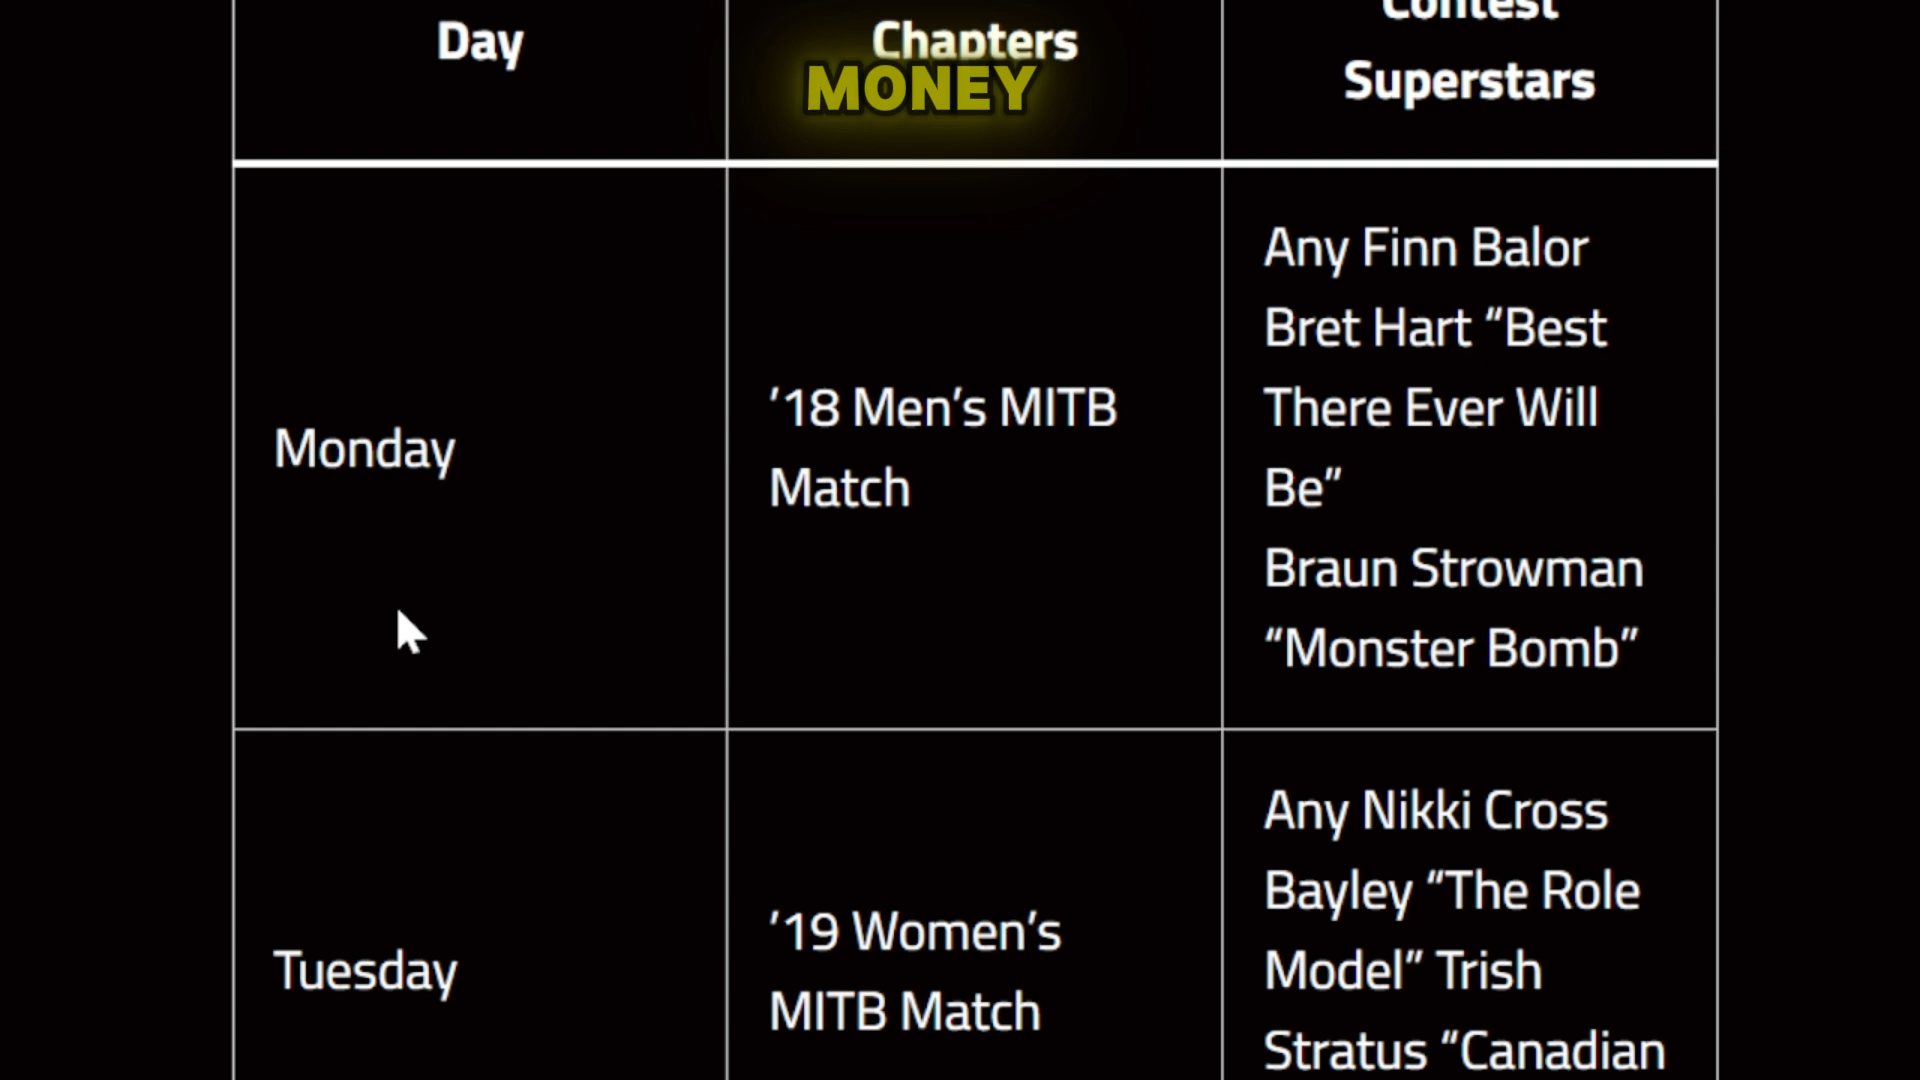 Day
Chapters
Contest
Superstars
MONEY
Monday
’18 Men’s MITB
Match
Any Finn Balor
Bret Hart “Best
There Ever Will
Be”
Braun Strowman
“Monster Bomb”
Tuesday
’19 Women’s
MITB Match
Any Nikki Cross
Bayley “The Role
Model” Trish
Stratus “Canadian